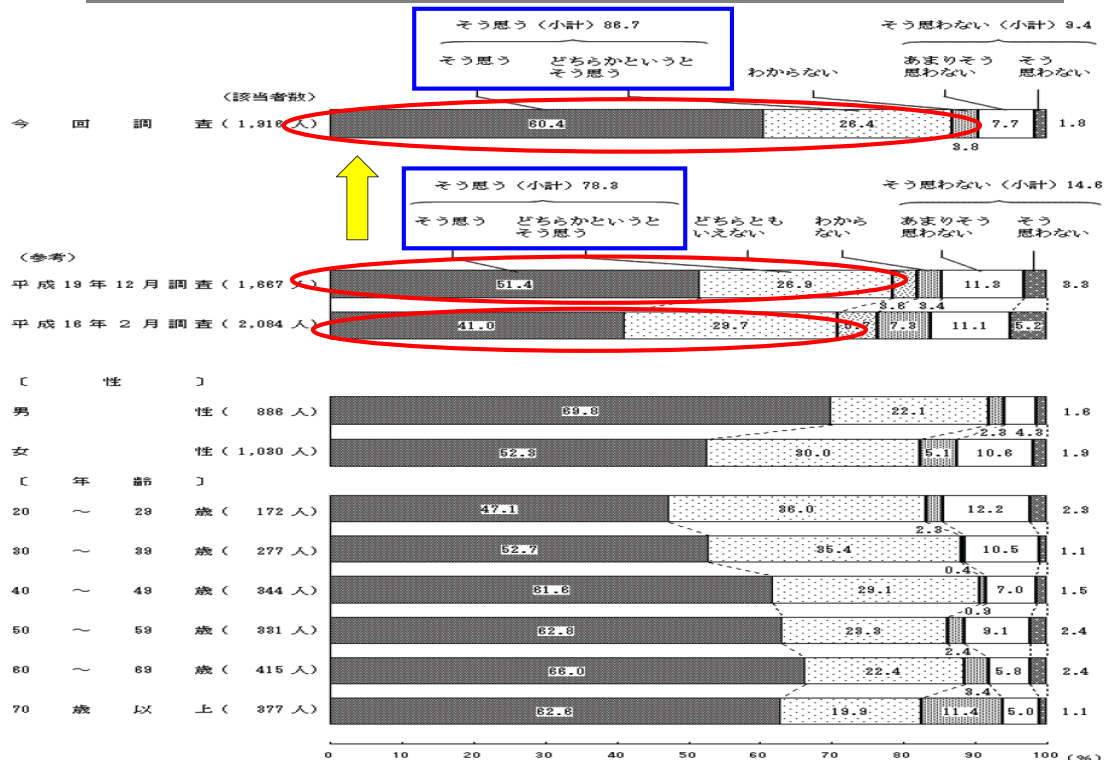 そう思う（小計）86.7
そう思わない（小計）9.4
そう思う　どちらかというと　そう思う　わからない　あまりそう　思わない　そう　思わない
（該当者数）
今回調査（1,916人）　60.4　26.4　3.8　7.7　1.8
そう思う（小計）78.3
そう思わない（小計）14.6
そう思う　どちらかというと　そう思う　どちらとも　いえない　わから　ない　あまりそう　思わない　そう　思わない
（参考）
平成19年12月調査（1,667人）　51.4　26.9　3.6　3.4　11.3　3.3
平成16年2月調査（2,084人）　41.0　29.7　7.3　11.1　5.2
〔性〕
男性（886人）　69.8　22.1　2.3　4.3　1.6
女性（1,030人）　52.3　30.0　5.1　10.6　1.9
〔年齢〕
20～29歳（172人）　47.1　36.0　2.3　12.2　2.3
30～39歳（277人）　52.7　35.4　0.4　10.5　1.1
40～49歳（344人）　61.6　29.1　0.9　7.0　1.5
50～59歳（331人）　62.8　23.3　2.4　9.1　2.4
60～69歳（415人）　66.0　22.4　3.4　5.8　2.4
70歳以上（377人）　62.6　19.9　11.4　5.0　1.1
0　10　20　30　40　50　60　70　80　90　100（％）